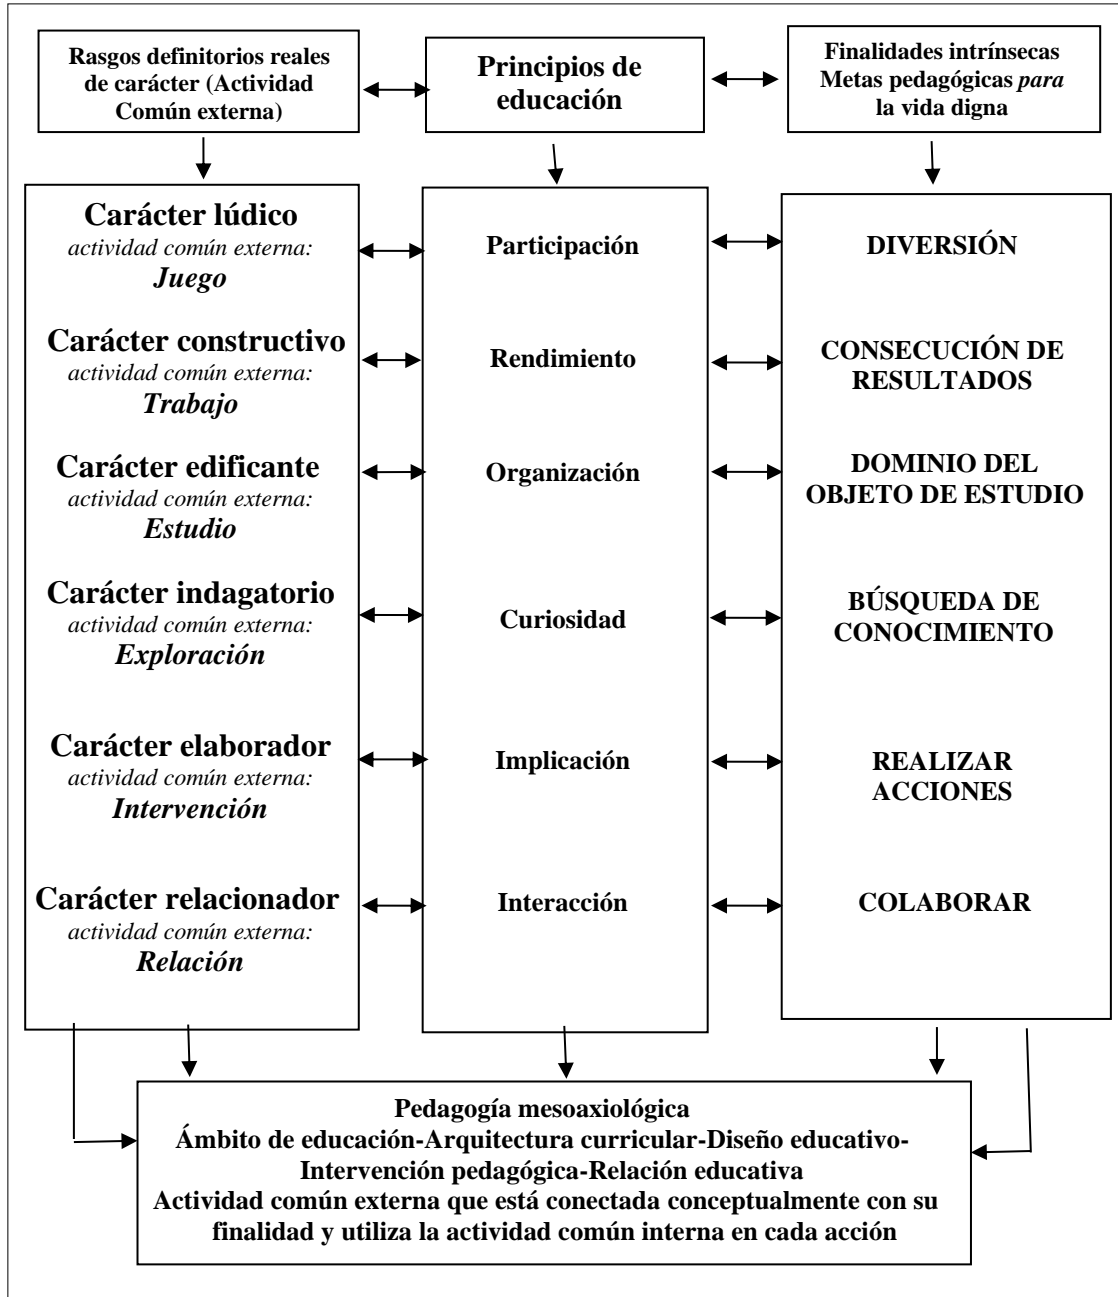 Rasgos definitorios reales
de carácter (Actividad
Común externa)
Principios de
educación
Finalidades intrínsecas
Metas pedagógicas para
la vida digna
Carácter lúdico
actividad común externa:
Juego
Participación
DIVERSIÓN
Carácter constructivo
actividad común externa:
Trabajo
Rendimiento
CONSECUCIÓN DE
RESULTADOS
Carácter edificante
actividad común externa:
Estudio
Organización
DOMINIO DEL
OBJETO DE ESTUDIO
Carácter indagatorio
actividad común externa:
Exploración
Curiosidad
BÚSQUEDA DE
CONOCIMIENTO
Carácter elaborador
actividad común externa:
Intervención
Implicación
REALIZAR
ACCIONES
Carácter relacionador
actividad común externa:
Relación
Interacción
COLABORAR
Pedagogía mesoaxiológica
Ámbito de educación-Arquitectura curricular-Diseño educativo-
Intervención pedagógica-Relación educativa
Actividad común externa que está conectada conceptualmente con su
finalidad y utiliza la actividad común interna en cada acción